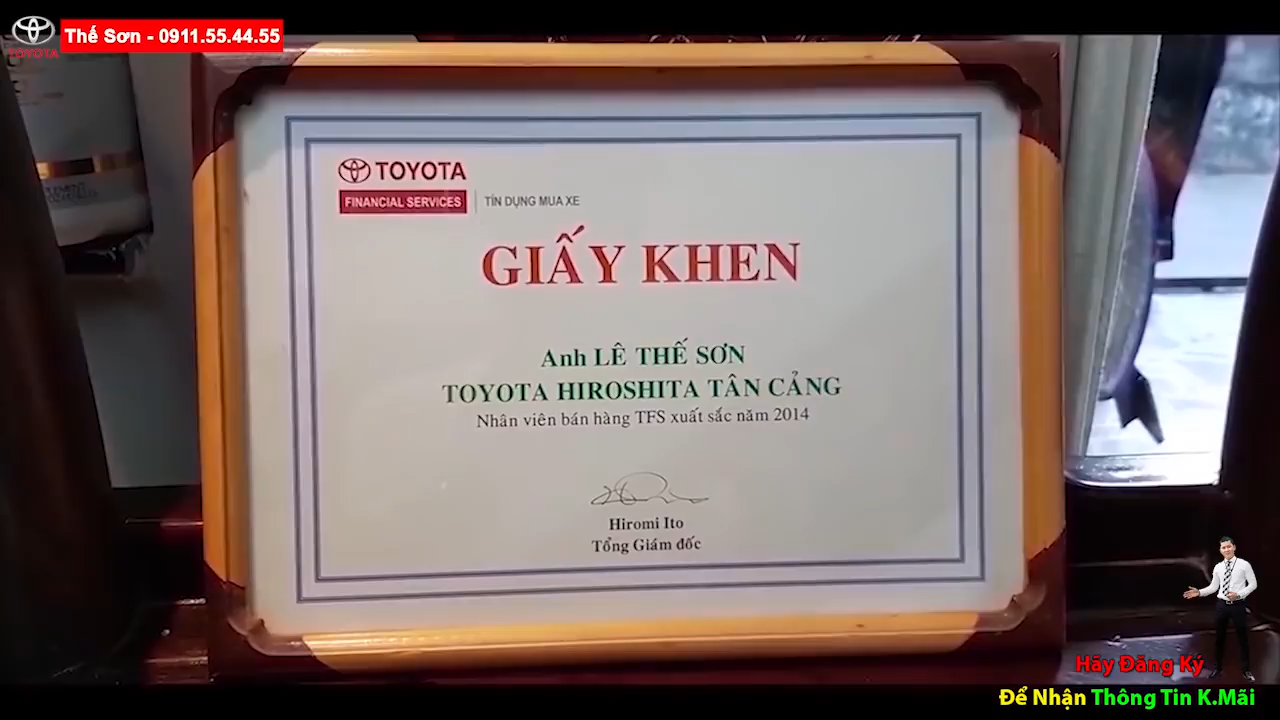 TOYOTA
Thế Sơn - 0911.55.44.55
TOYOTA
FINANCIAL SERVICES
TÍN DỤNG MUA XE
GIẤY KHEN
Anh LÊ THẾ SƠN
TOYOTA HIROSHITA TÂN CẢNG
Nhân viên bán hàng TFS xuất sắc năm 2014
Hiromi Ito
Tổng Giám đốc
Hãy Đăng Ký
Để Nhận Thông Tin K.Mãi